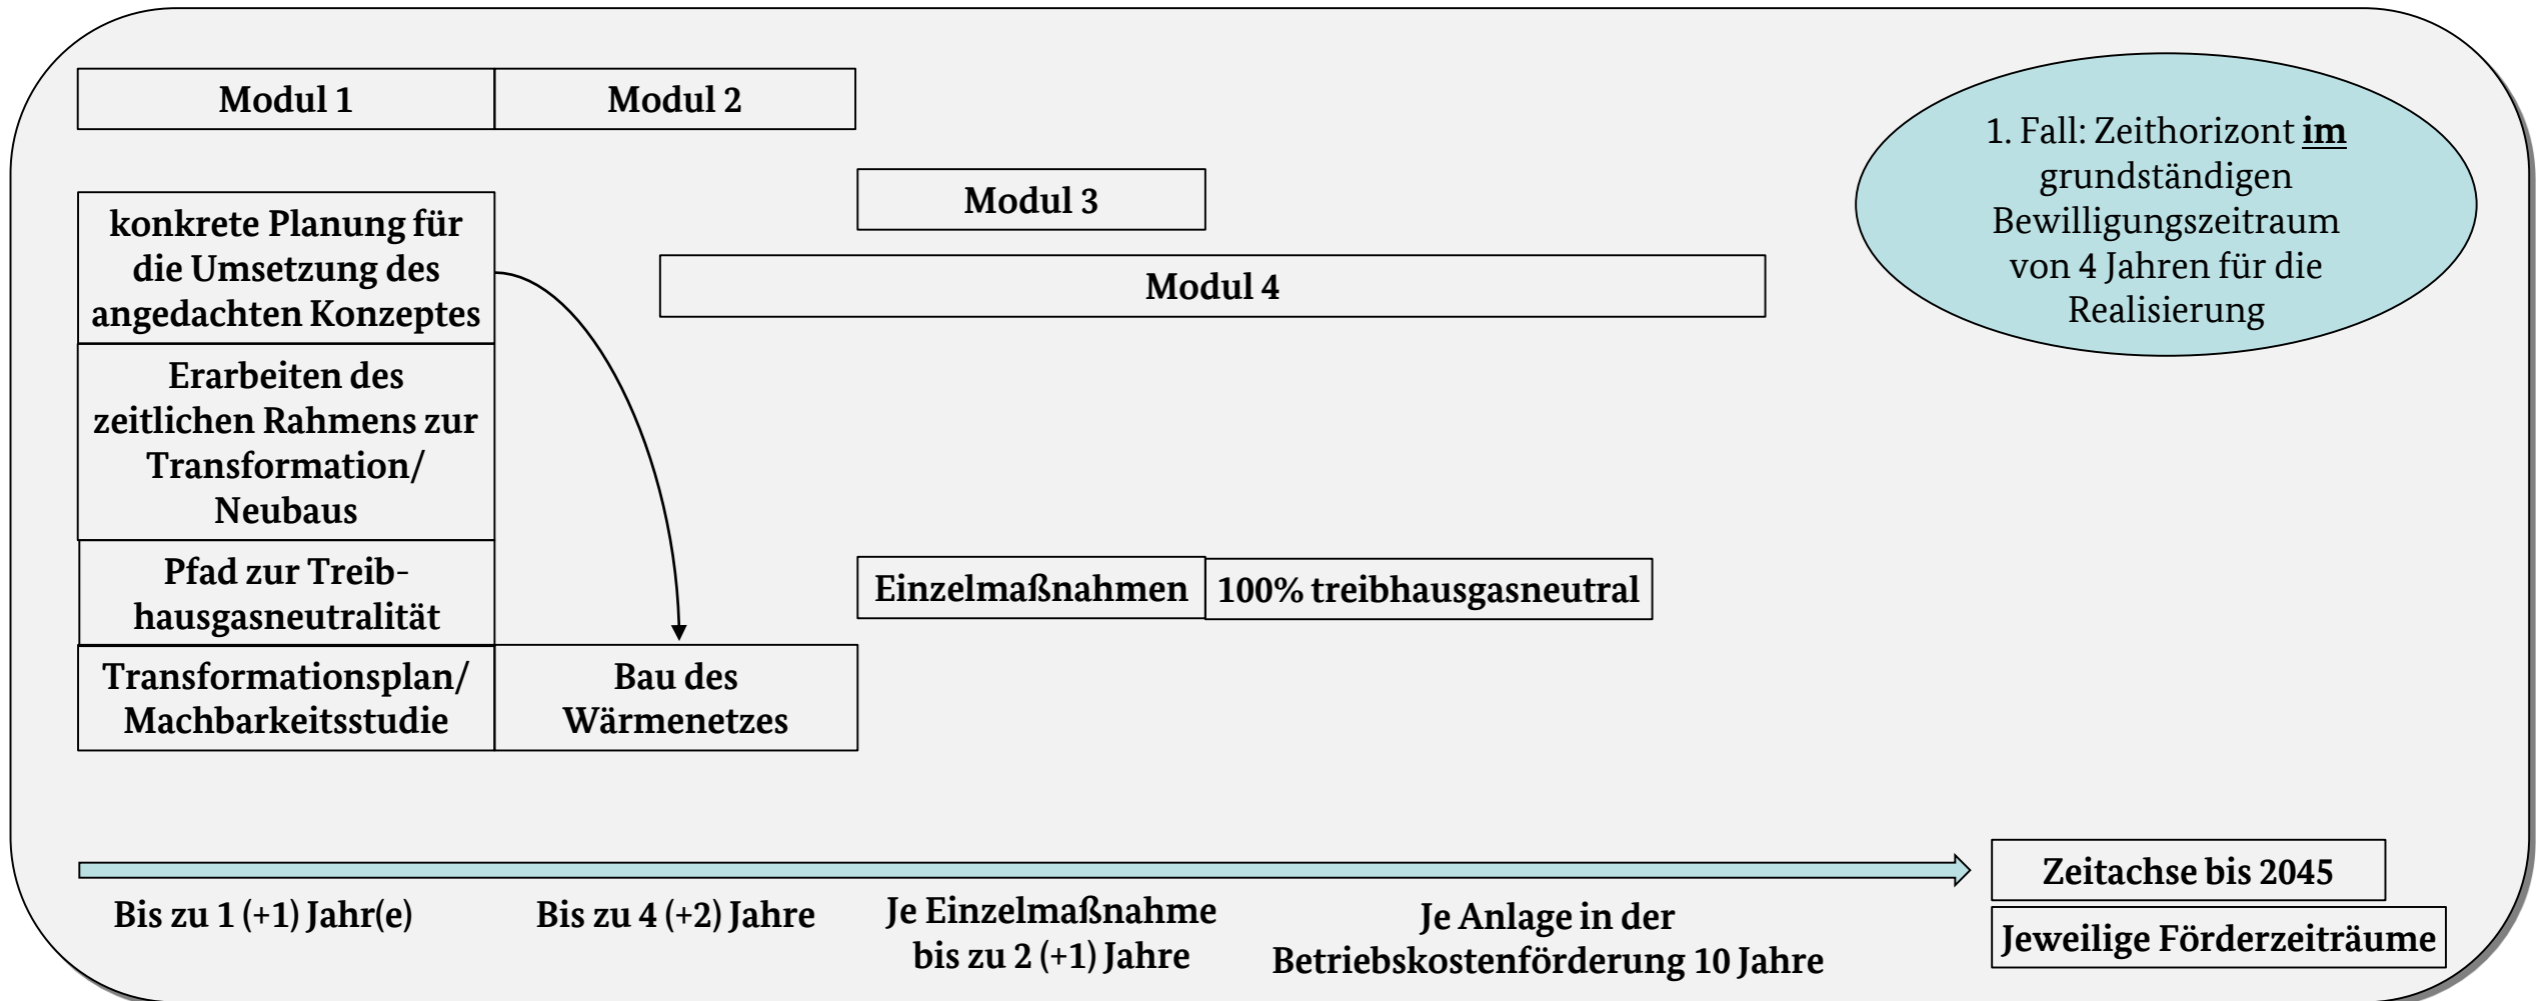 Modul 1
Modul 2
1. Fall: Zeithorizont im
grundständigen
Bewilligungszeitraum
von 4 Jahren für die
Realisierung
Modul 3
Modul 4
konkrete Planung für
die Umsetzung des
angedachten Konzeptes
Erarbeiten des
zeitlichen Rahmens zur
Transformation/
Neubaus
Pfad zur Treib-
hausgasneutralität
Einzelmaßnahmen
100% treibhausgasneutral
Transformationsplan/
Machbarkeitsstudie
Bau des
Wärmenetzes
Zeitachse bis 2045
Bis zu 1 (+1) Jahr(e)
Bis zu 4 (+2) Jahre
Je Einzelmaßnahme
bis zu 2 (+1) Jahre
Je Anlage in der
Betriebskostenförderung 10 Jahre
Jeweilige Förderzeiträume